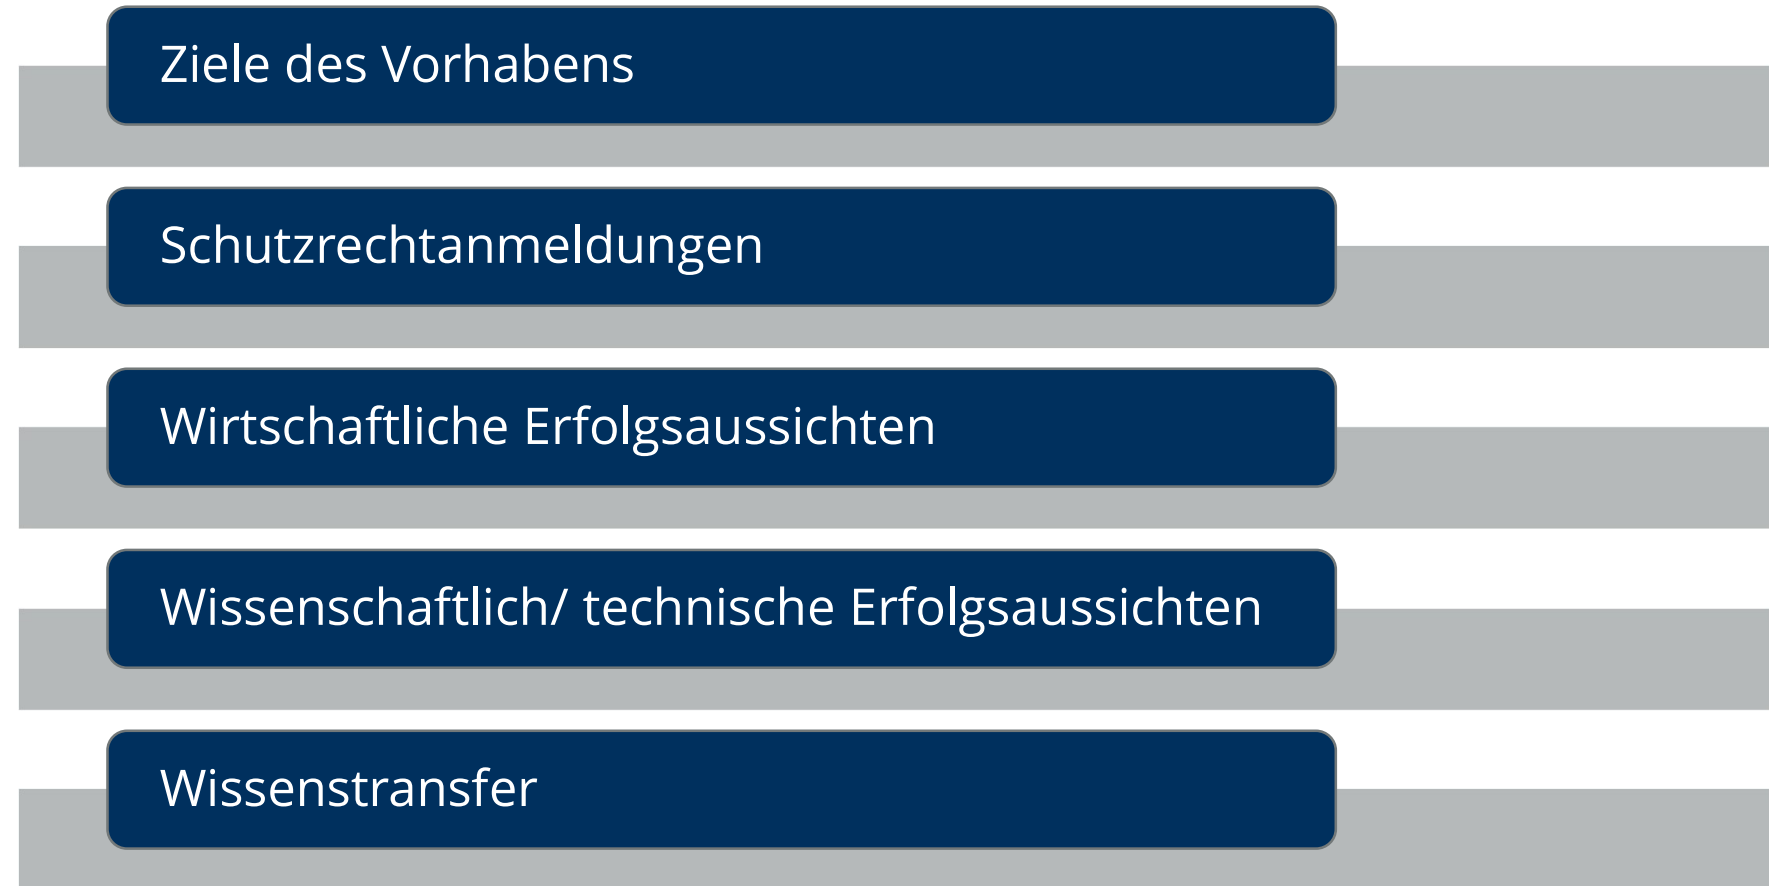 Ziele des Vorhabens
Schutzrechtanmeldungen
Wirtschaftliche Erfolgsaussichten
Wissenschaftlich/ technische Erfolgsaussichten
Wissenstransfer